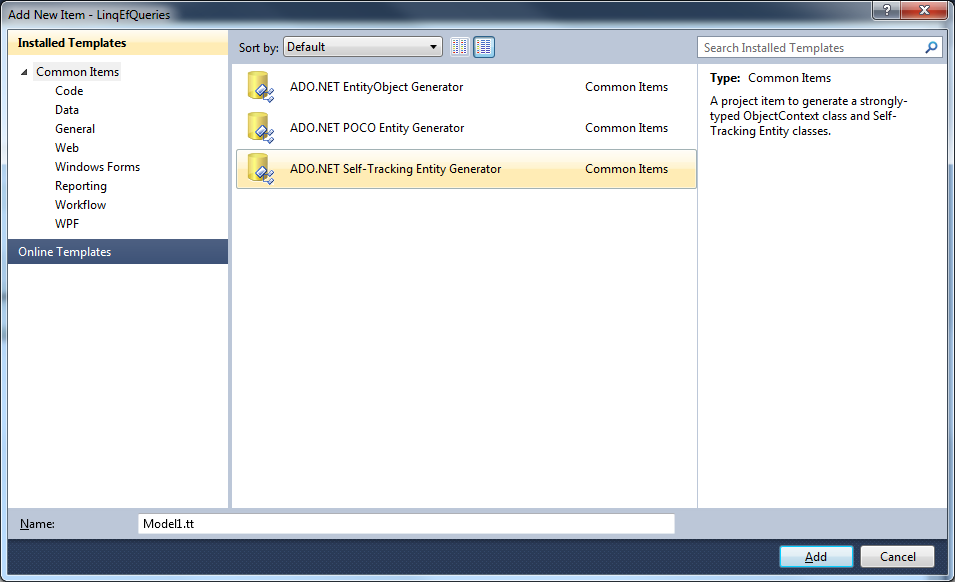 Add New Item - LinqEfQueries
?
Installed Templates
Common Items
Code
Data
General
Web
Windows Forms
Reporting
Workflow
WPF
Online Templates
Sort by: Default
ADO.NET EntityObject Generator Common Items
ADO.NET POCO Entity Generator Common Items
ADO.NET Self-Tracking Entity Generator Common Items
Search Installed Templates
Type: Common Items
A project item to generate a strongly-
typed ObjectContext class and Self-
Tracking Entity classes.
Name: Model1.tt
Add Cancel